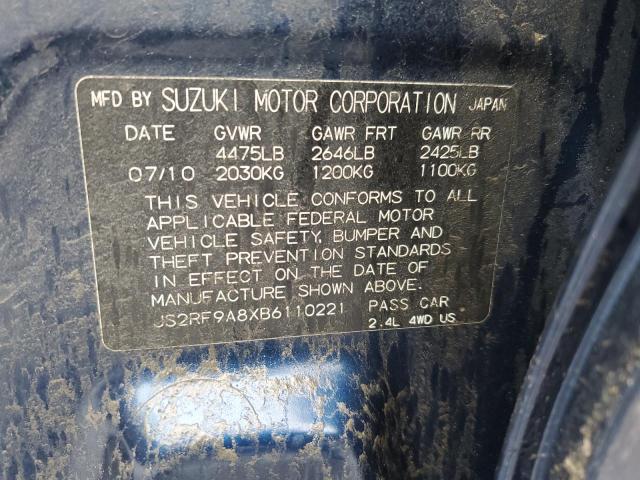 MFD BY SUZUKI MOTOR CORPORATION JAPAN
DATE GVWR GAWR FRT GAWR RR
4475LB 2646LB 2425LB
07/10 2030KG 1200KG 1100KG
THIS VEHICLE CONFORMS TO ALL
APPLICABLE FEDERAL MOTOR
VEHICLE SAFETY, BUMPER AND
THEFT PREVENTION STANDARDS
IN EFFECT ON THE DATE OF
MANUFACTURE SHOWN ABOVE.
JS2RF9A8XB6110221 PASS CAR
2.4L 4WD US